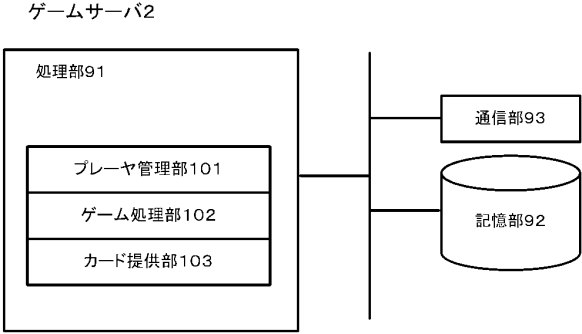 ゲームサーバ2
処理部91
プレーヤ管理部101
ゲーム処理部102
カード提供部103
通信部93
記憶部92